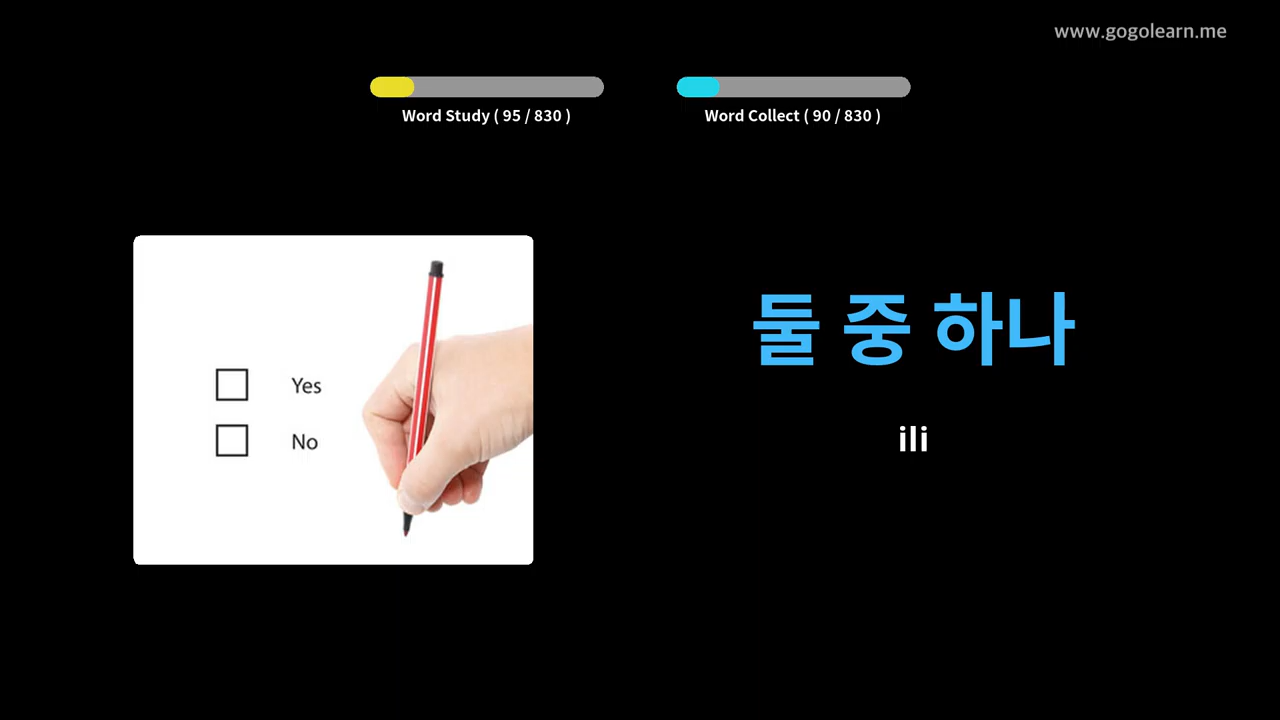 www.gogolearn.me
Word Study ( 95 / 830 )
Word Collect ( 90 / 830 )
Yes
No
둘 중 하나
ili